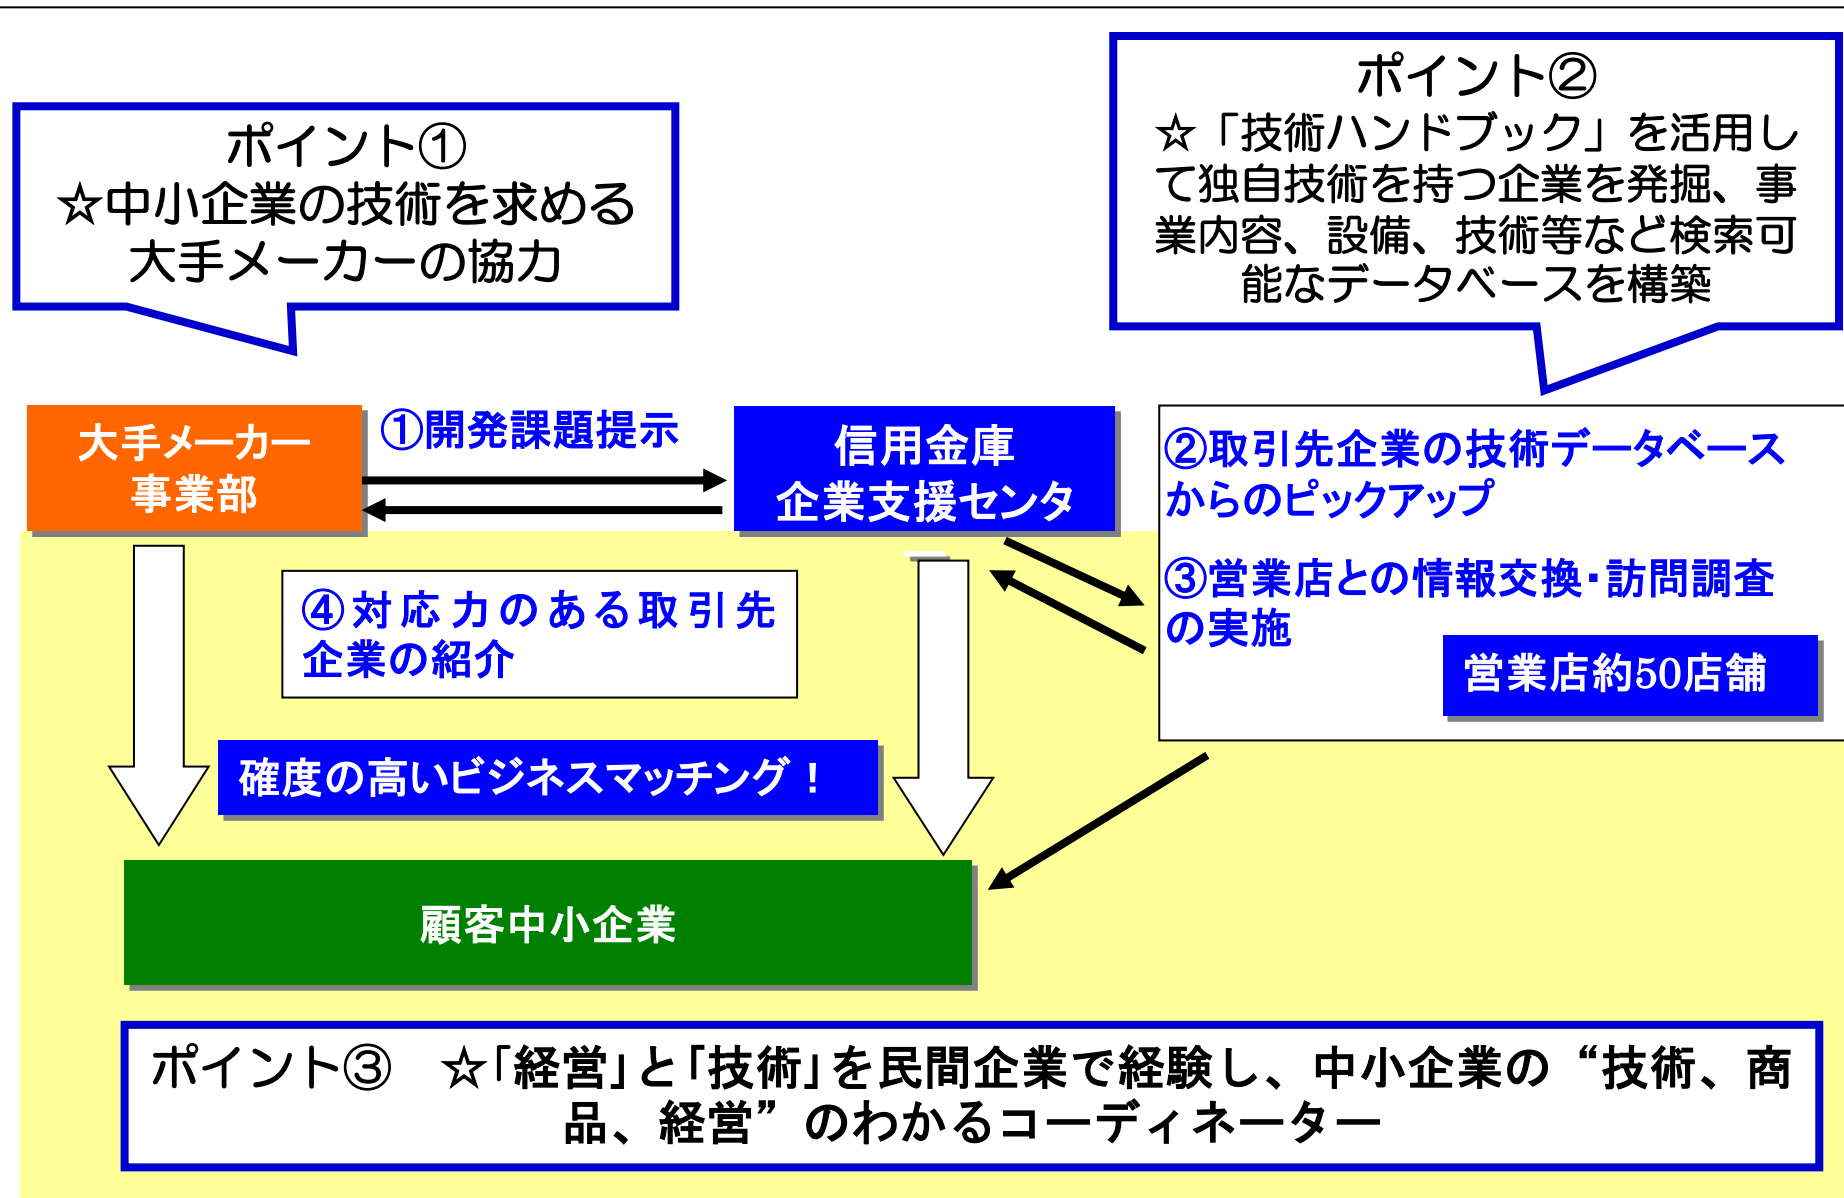 ポイント①
☆中小企業の技術を求める
大手メーカーの協力
ポイント②
☆「技術ハンドブック」を活用し
て独自技術を持つ企業を発掘、事
業内容、設備、技術等など検索可
能なデータベースを構築
大手メーカー
事業部
①開発課題提示
信用金庫
企業支援センタ
②取引先企業の技術データベース
からのピックアップ
③営業店との情報交換・訪問調査
の実施
営業店約50店舗
④対応力のある取引先
企業の紹介
確度の高いビジネスマッチング！
顧客中小企業
ポイント③　☆「経営」と「技術」を民間企業で経験し、中小企業の“技術、商
品、経営”のわかるコーディネーター